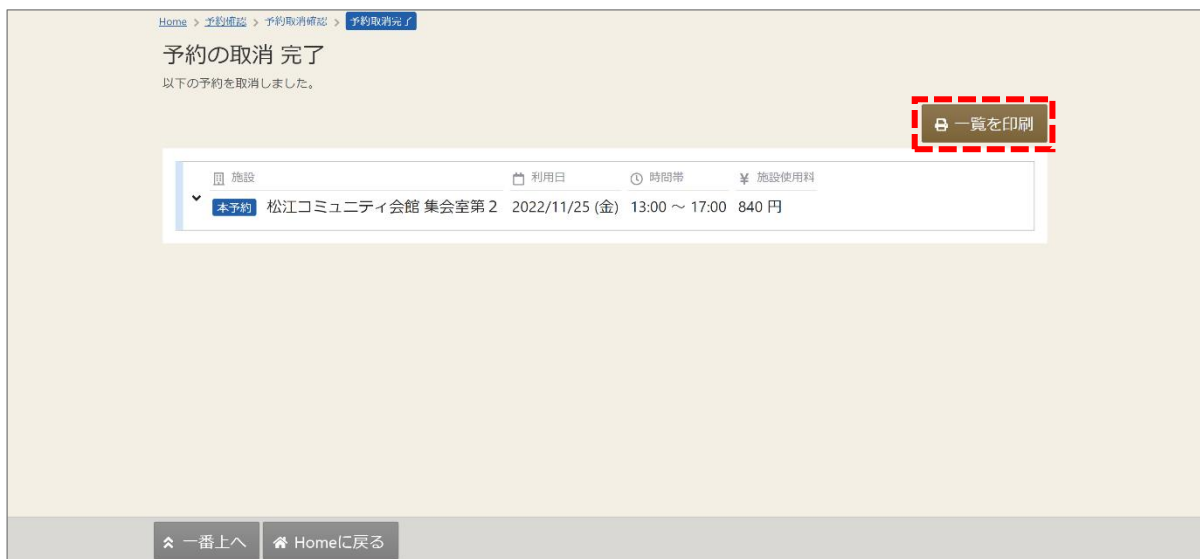 Home > 予約確認 > 予約取消確認 > 予約取消完了
予約の取消 完了
以下の予約を取消しました。
一覧を印刷
施設 利用日 時間帯 ¥ 施設使用料
本予約 松江コミュニティ会館 集会室第２ 2022/11/25 (金) 13:00 ～ 17:00 840 円
一番上へ Homeに戻る